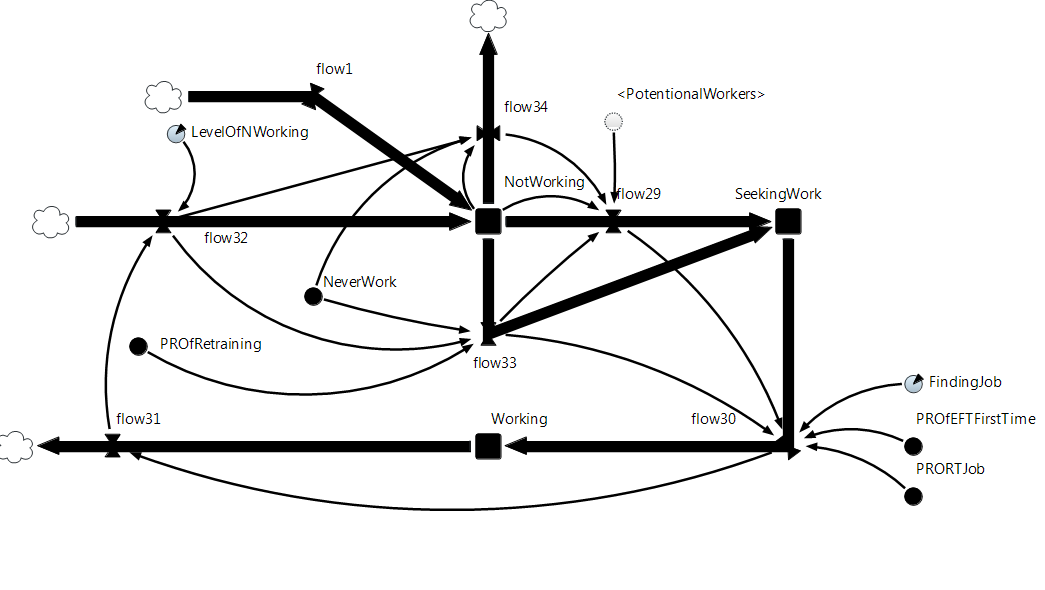 flow1
<PotentionalWorkers>
flow34
LevelOfNWorking
NotWorking
flow29
SeekingWork
flow32
NeverWork
PROfRetraining
flow33
FindingJob
flow31
Working
flow30
PROfEFTFirstTime
PRORTJob